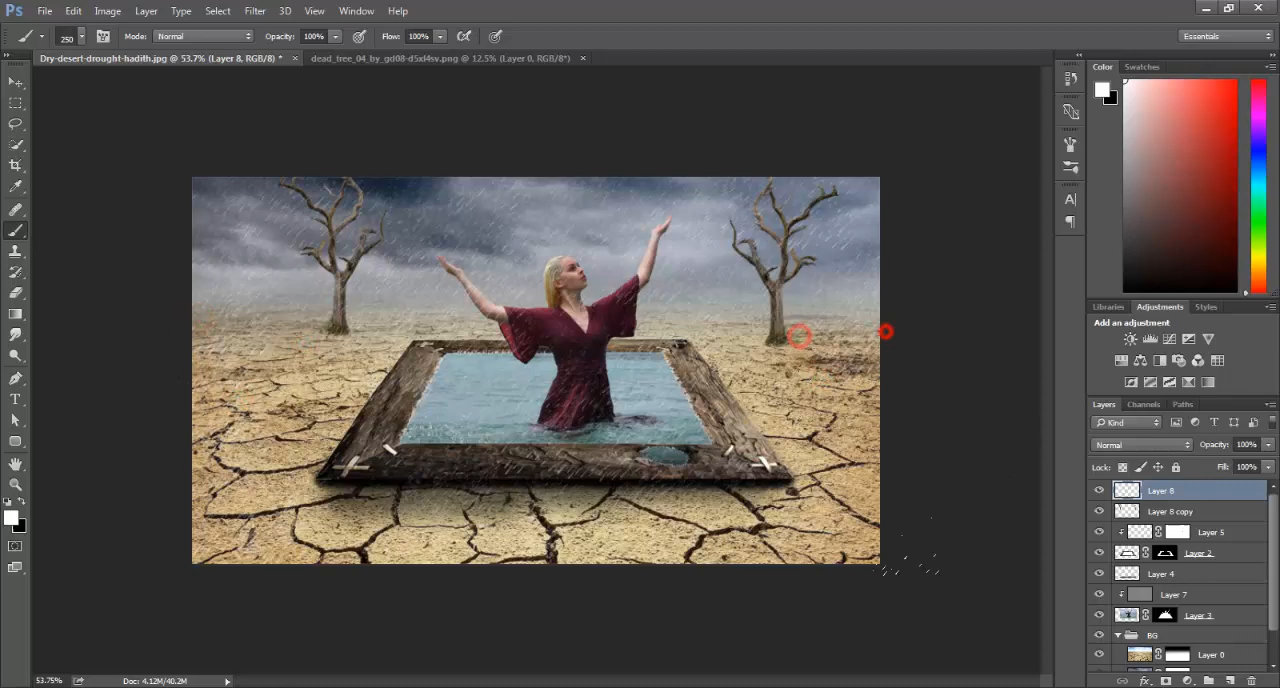 Ps File Edit Image Layer Type Select Filter 3D View Window Help
250 Mode: Normal Opacity: 100% Flow: 100% Essentials
Dry-desert-drought-hadith.jpg @ 53.7% (Layer 8, RGB/8) * × dead_tree_04_by_gd08-d5xl4sv.png @ 12.5% (Layer 0, RGB/8*) ×
Color Swatches
Libraries Adjustments Styles
Add an adjustment
Layers Channels Paths
Kind
Normal Opacity: 100%
Lock: Fill: 100%
Layer 8
Layer 8 copy
Layer 5
Layer 2
Layer 4
Layer 7
Layer 3
BG
Layer 0
53.75% Doc: 4.12M/40.2M